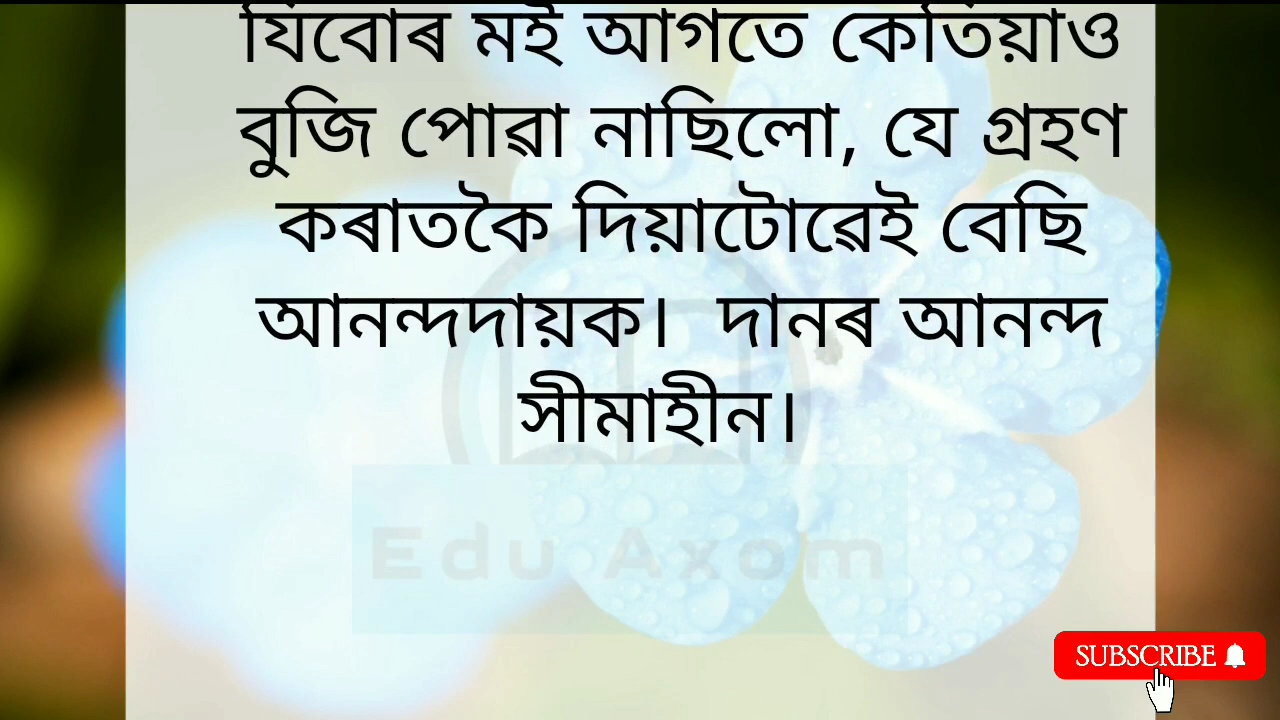 যিবোৰ মই আগতে কেতিয়াও
বুজি পোৱা নাছিলো, যে গ্ৰহণ
কৰাতকৈ দিয়াটোৱেই বেছি
আনন্দদায়ক। দানৰ আনন্দ
সীমাহীন।
Edu Axom
SUBSCRIBE